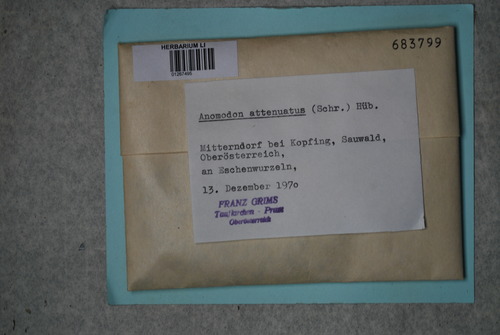 HERBARIUM LI
683799
Anomodon attenuatus (Schr.) Hüb.
Mitterndorf bei Kopfing, Sauwald,
Oberösterreich,
an Eschenwurzeln,
13. Dezember 1970
FRANZ GRIMS
Taufkirchen - Pram
Oberösterreich